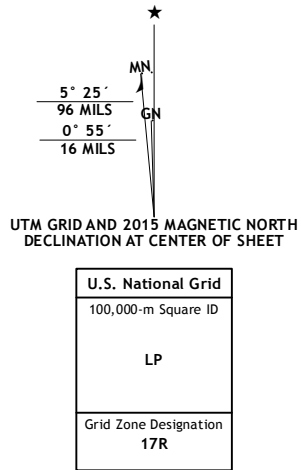 MN
GN
5° 25´
96 MILS
0° 55´
16 MILS
UTM GRID AND 2015 MAGNETIC NORTH
DECLINATION AT CENTER OF SHEET
U.S. National Grid
100,000-m Square ID
LP
Grid Zone Designation
17R